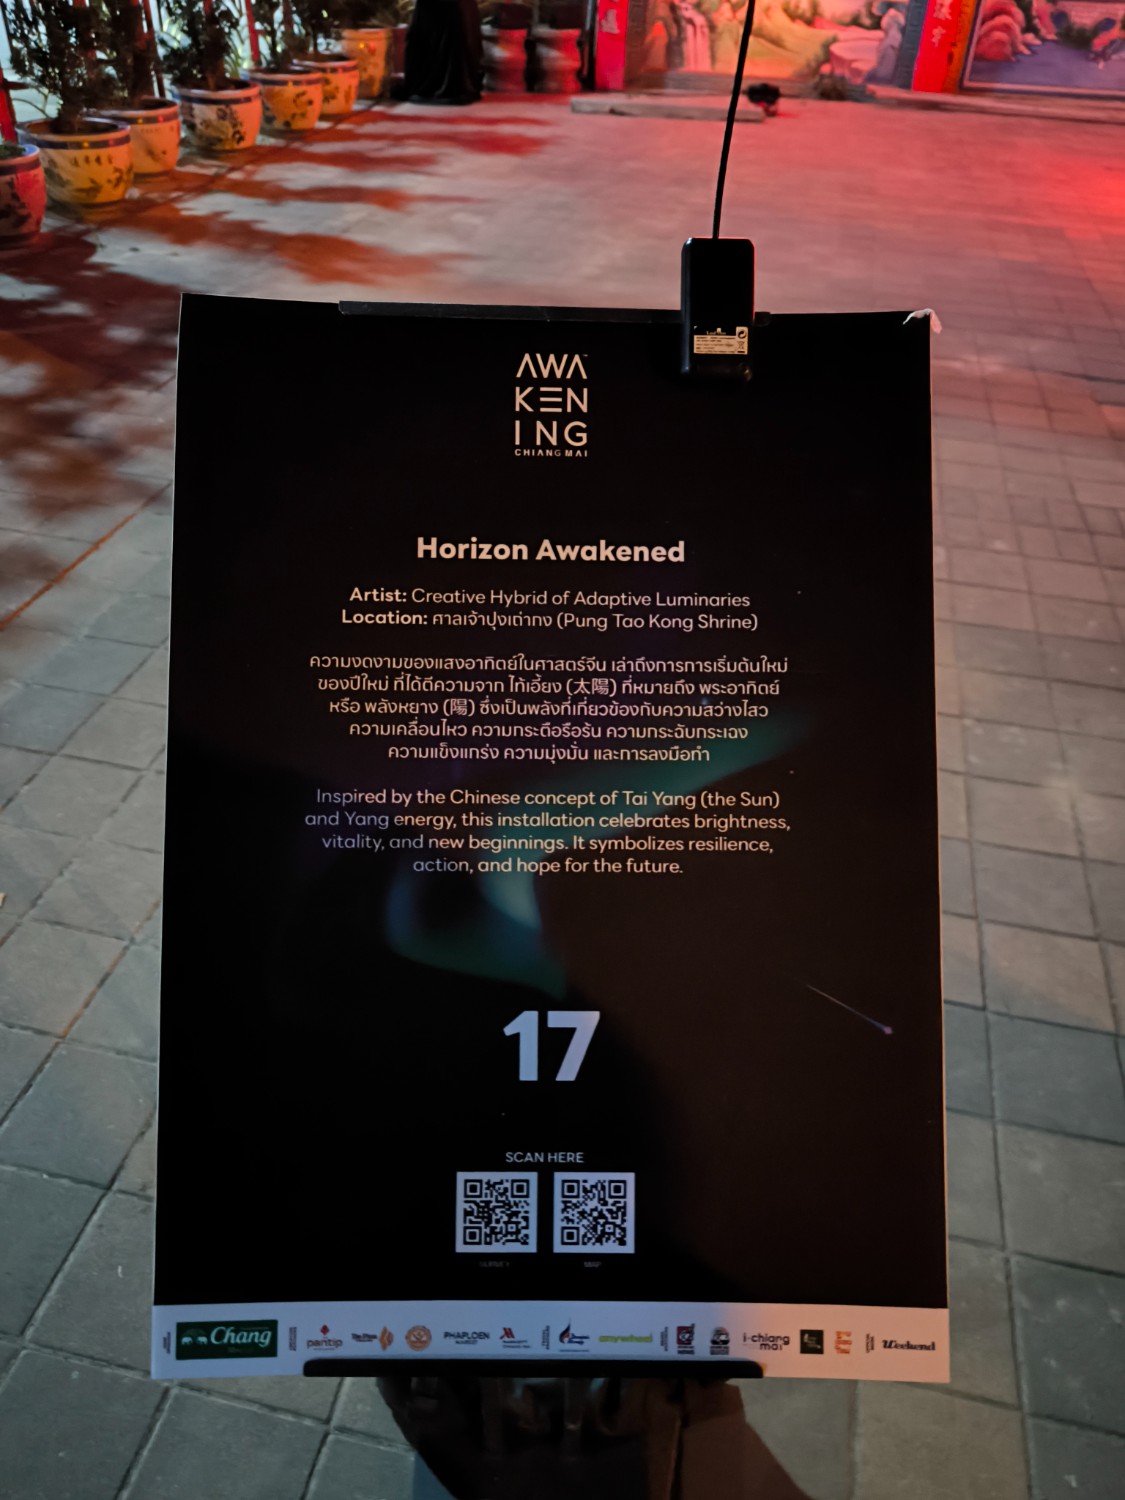 AWA
KEN
ING
CHIANG MAI
Horizon Awakened
Artist: Creative Hybrid of Adaptive Luminaries
Location: ศาลเจ้าปุงเถ่ากง (Pung Tao Kong Shrine)
ความงดงามของแสงอาทิตย์ในศาสตร์จีน เล่าถึงการการเริ่มต้นใหม่
ของปีใหม่ ที่ได้ตีความจาก ไท้เอี้ยง (太陽) ที่หมายถึง พระอาทิตย์
หรือ พลังหยาง (陽) ซึ่งเป็นพลังที่เกี่ยวข้องกับความสว่างไสว
ความเคลื่อนไหว ความกระตือรือร้น ความกระฉับกระเฉง
ความแข็งแกร่ง ความมุ่งมั่น และการลงมือทำ
Inspired by the Chinese concept of Tai Yang (the Sun)
and Yang energy, this installation celebrates brightness,
vitality, and new beginnings. It symbolizes resilience,
action, and hope for the future.
17
SCAN HERE
SURVEY MAP
Chang pantip PHAPLOEN anywheel i-chiang mai Weekend